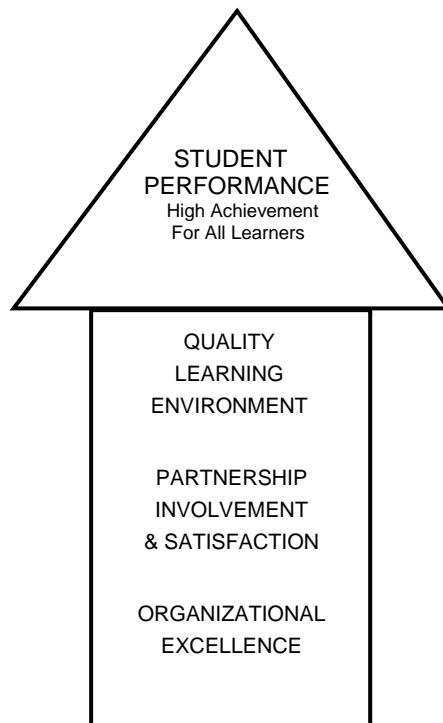 STUDENT
PERFORMANCE
High Achievement
For All Learners
QUALITY
LEARNING
ENVIRONMENT
PARTNERSHIP
INVOLVEMENT
& SATISFACTION
ORGANIZATIONAL
EXCELLENCE